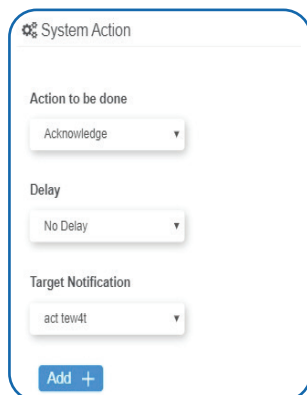 System Action
Action to be done
Acknowledge
Delay
No Delay
Target Notification
act tew4t
Add +